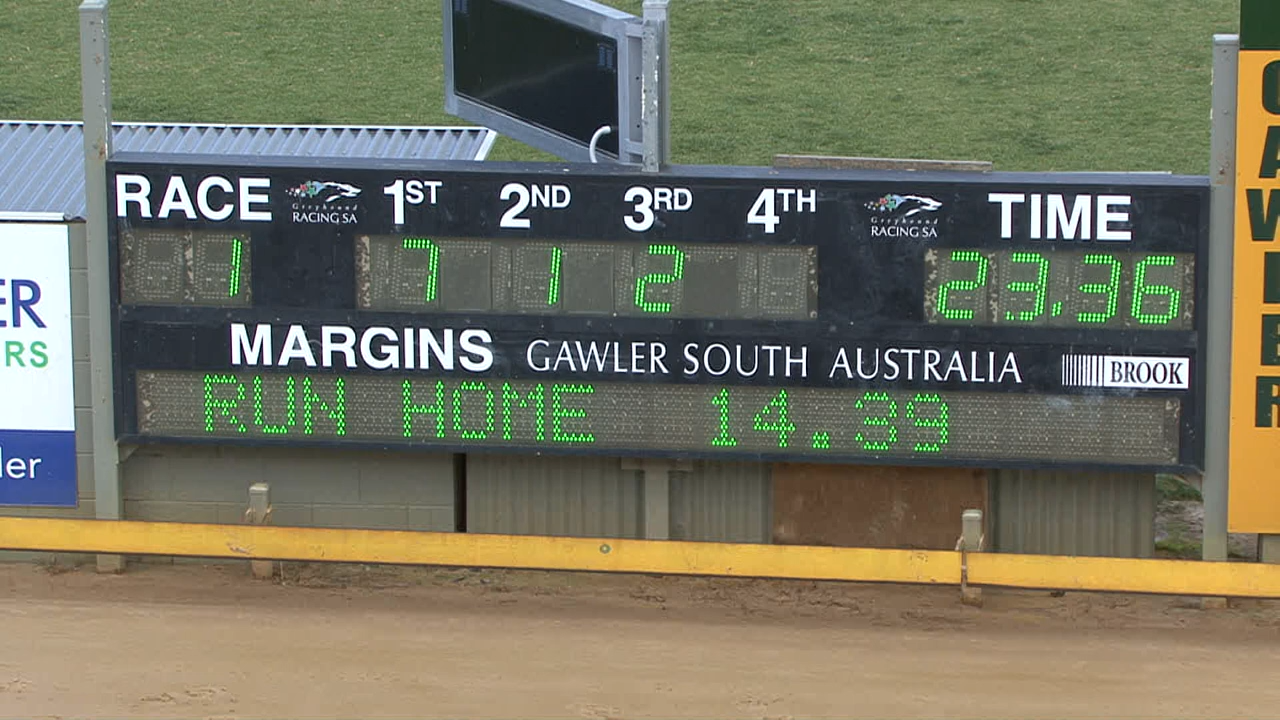 RACE Greyhound RACING SA 1ST 2ND 3RD 4TH Greyhound RACING SA TIME
1 7 1 2 23.36
MARGINS GAWLER SOUTH AUSTRALIA BROOK
RUN HOME 14.39
ER
RS
ler
GAWLER